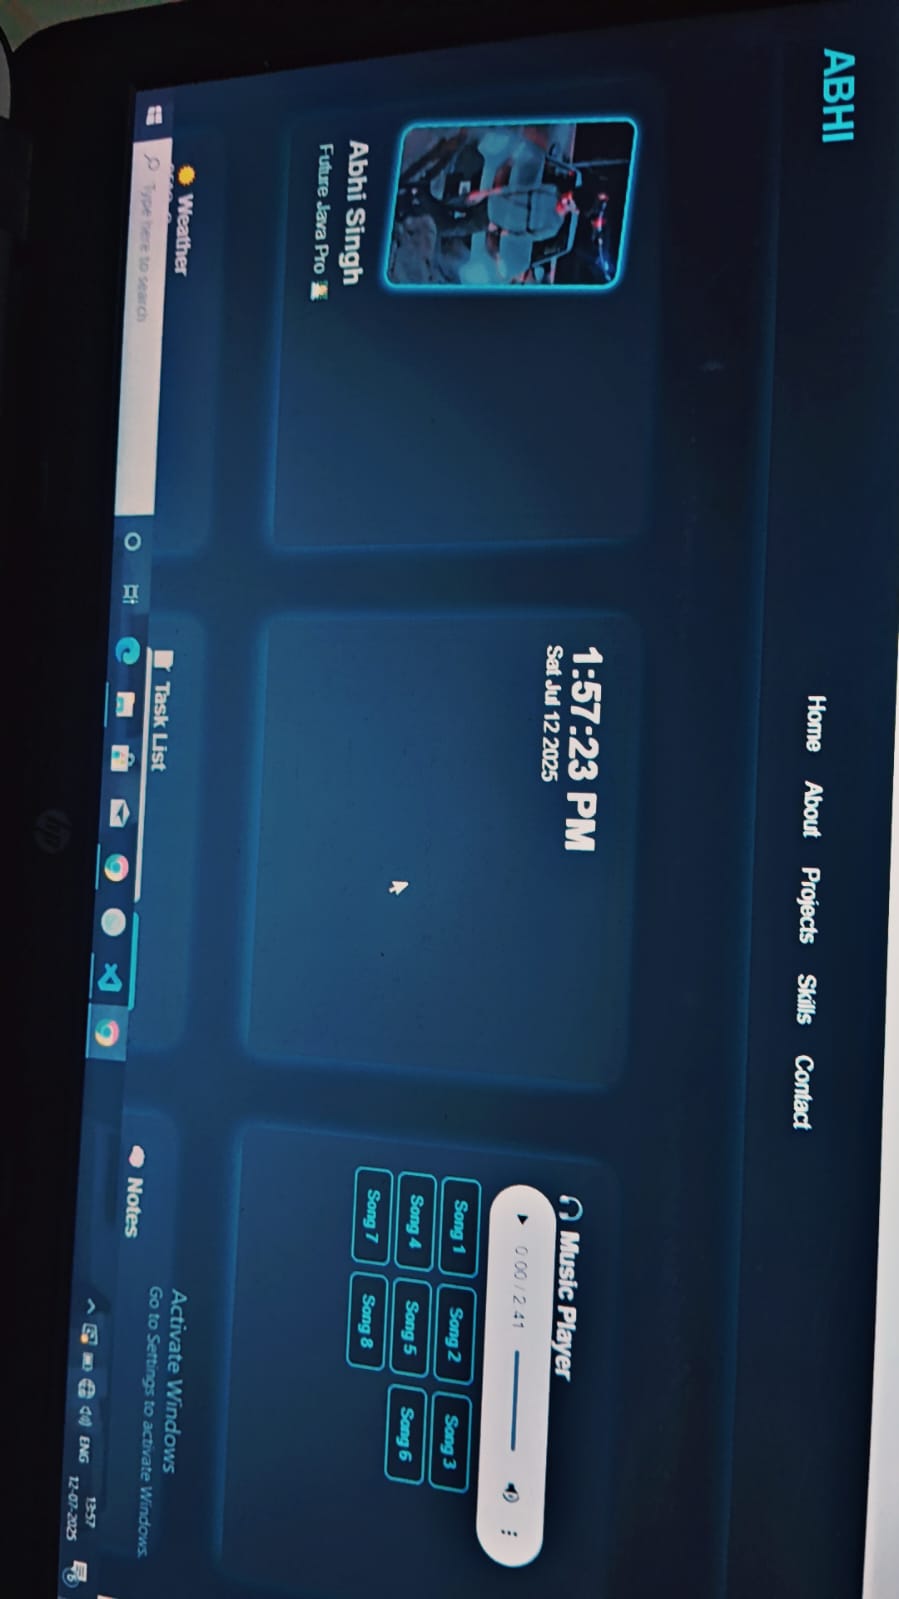 ABHI
Home About Projects Skills Contact
Abhi Singh
Future Java Pro
1:57:23 PM
Sat Jul 12 2025
Music Player
0:00 / 2:41
Song 1 Song 2 Song 3
Song 4 Song 5 Song 6
Song 7 Song 8
Weather
Task List
Notes
Activate Windows
Go to Settings to activate Windows.
Type here to search
ENG
13:57
12-07-2025
hp